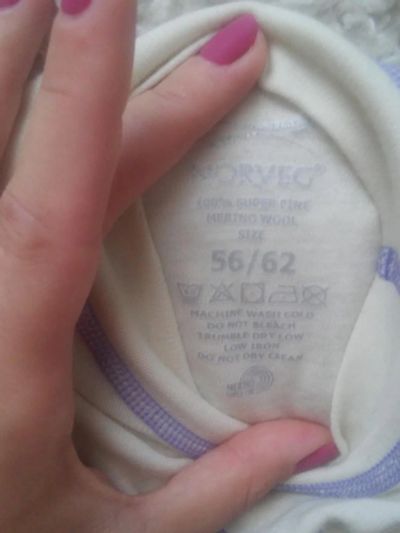 NORVEG®
100% SUPER FINE
MERINO WOOL
SIZE
56/62
MACHINE WASH COLD
DO NOT BLEACH
TUMBLE DRY LOW
LOW IRON
DO NOT DRY CLEAN